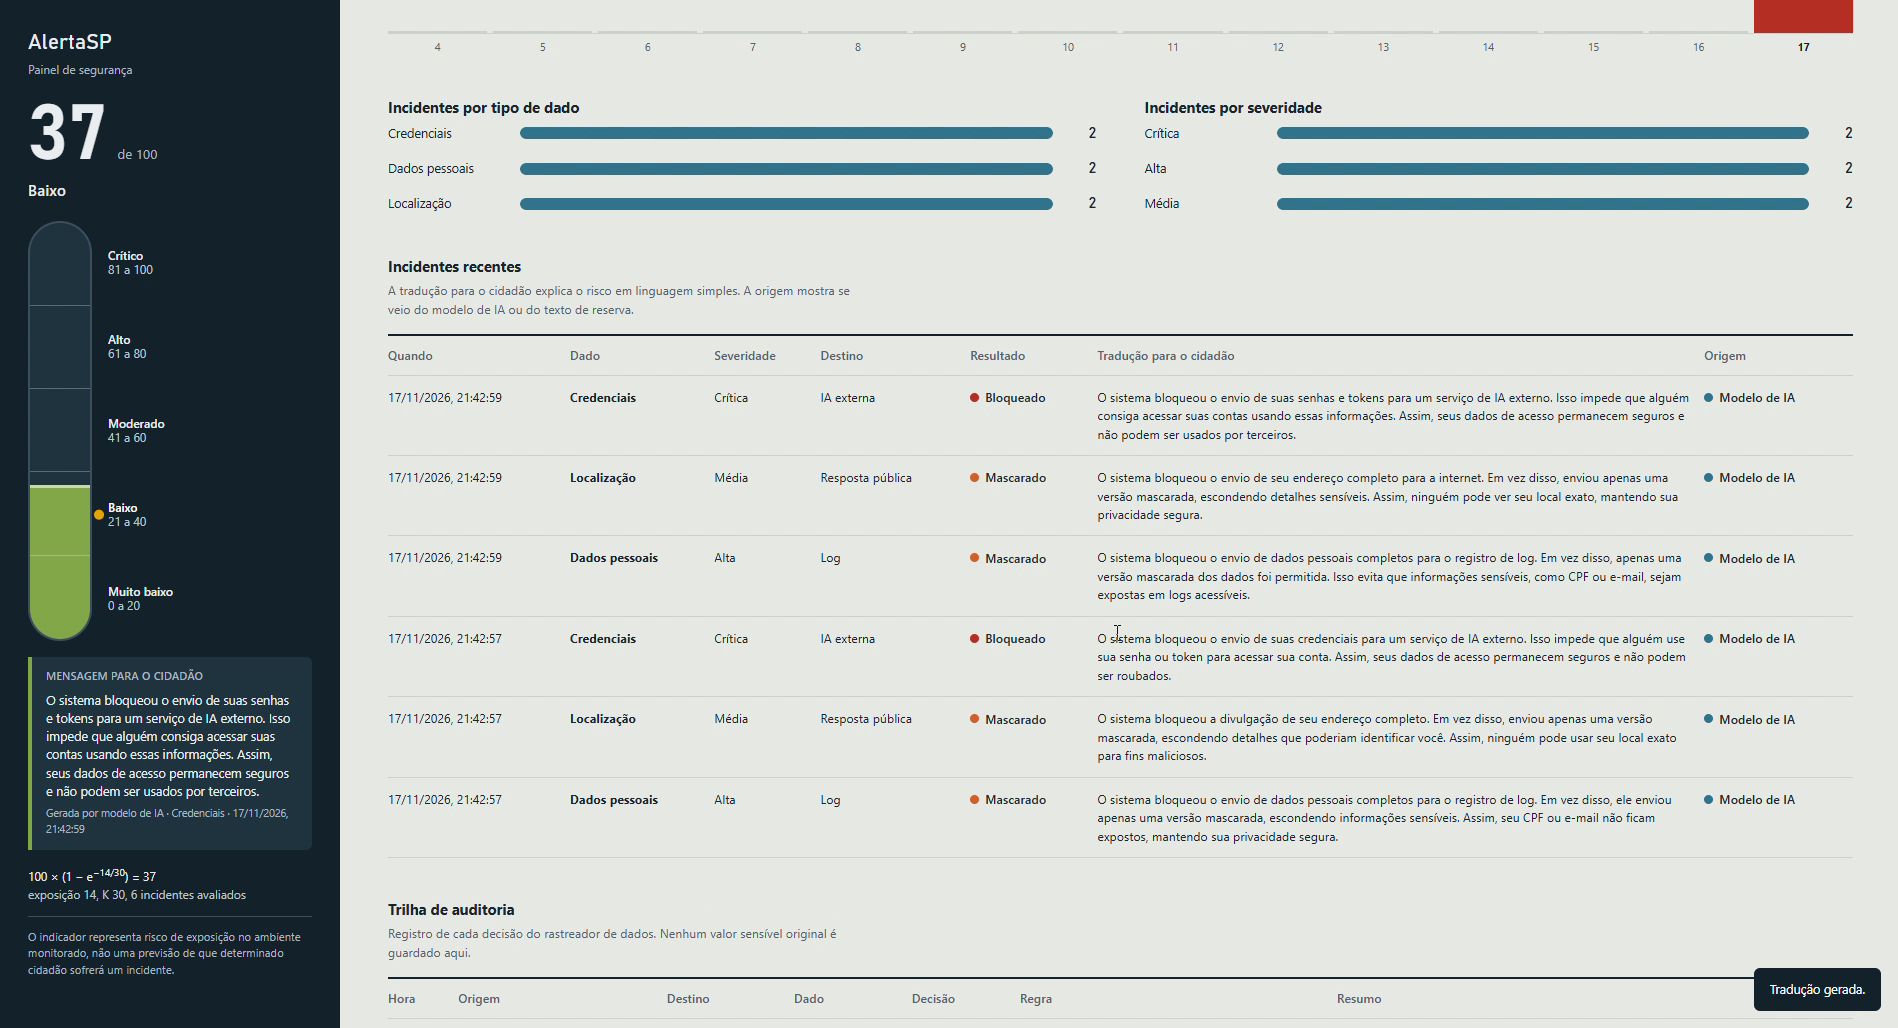 AlertaSP
Painel de segurança
37 de 100
Baixo
Crítico
81 a 100
Alto
61 a 80
Moderado
41 a 60
Baixo
21 a 40
Muito baixo
0 a 20
MENSAGEM PARA O CIDADÃO
O sistema bloqueou o envio de suas senhas
e tokens para um serviço de IA externo. Isso
impede que alguém consiga acessar suas
contas usando essas informações. Assim,
seus dados de acesso permanecem seguros
e não podem ser usados por terceiros.
Gerada por modelo de IA · Credenciais · 17/11/2026,
21:42:59
100 × (1 − e−14/30) = 37
exposição 14, K 30, 6 incidentes avaliados
O indicador representa risco de exposição no ambiente
monitorado, não uma previsão de que determinado
cidadão sofrerá um incidente.
4 5 6 7 8 9 10 11 12 13 14 15 16 17
Incidentes por tipo de dado
Credenciais 2
Dados pessoais 2
Localização 2
Incidentes por severidade
Crítica 2
Alta 2
Média 2
Incidentes recentes
A tradução para o cidadão explica o risco em linguagem simples. A origem mostra se
veio do modelo de IA ou do texto de reserva.
Quando Dado Severidade Destino Resultado Tradução para o cidadão Origem
17/11/2026, 21:42:59 Credenciais Crítica IA externa Bloqueado O sistema bloqueou o envio de suas senhas e tokens para um serviço de IA externo. Isso impede que alguém Modelo de IA
consiga acessar suas contas usando essas informações. Assim, seus dados de acesso permanecem seguros e
não podem ser usados por terceiros.
17/11/2026, 21:42:59 Localização Média Resposta pública Mascarado O sistema bloqueou o envio de seu endereço completo para a internet. Em vez disso, enviou apenas uma Modelo de IA
versão mascarada, escondendo detalhes sensíveis. Assim, ninguém pode ver seu local exato, mantendo sua
privacidade segura.
17/11/2026, 21:42:59 Dados pessoais Alta Log Mascarado O sistema bloqueou o envio de dados pessoais completos para o registro de log. Em vez disso, apenas uma Modelo de IA
versão mascarada dos dados foi permitida. Isso evita que informações sensíveis, como CPF ou e-mail, sejam
expostas em logs acessíveis.
17/11/2026, 21:42:57 Credenciais Crítica IA externa Bloqueado O sistema bloqueou o envio de suas credenciais para um serviço de IA externo. Isso impede que alguém use Modelo de IA
sua senha ou token para acessar sua conta. Assim, seus dados de acesso permanecem seguros e não podem
ser roubados.
17/11/2026, 21:42:57 Localização Média Resposta pública Mascarado O sistema bloqueou a divulgação de seu endereço completo. Em vez disso, enviou apenas uma versão Modelo de IA
mascarada, escondendo detalhes que poderiam identificar você. Assim, ninguém pode usar seu local exato
para fins maliciosos.
17/11/2026, 21:42:57 Dados pessoais Alta Log Mascarado O sistema bloqueou o envio de dados pessoais completos para o registro de log. Em vez disso, ele enviou Modelo de IA
apenas uma versão mascarada, escondendo informações sensíveis. Assim, seu CPF ou e-mail não ficam
expostos, mantendo sua privacidade segura.
Trilha de auditoria
Registro de cada decisão do rastreador de dados. Nenhum valor sensível original é
guardado aqui.
Hora Origem Destino Dado Decisão Regra Resumo
Tradução gerada.